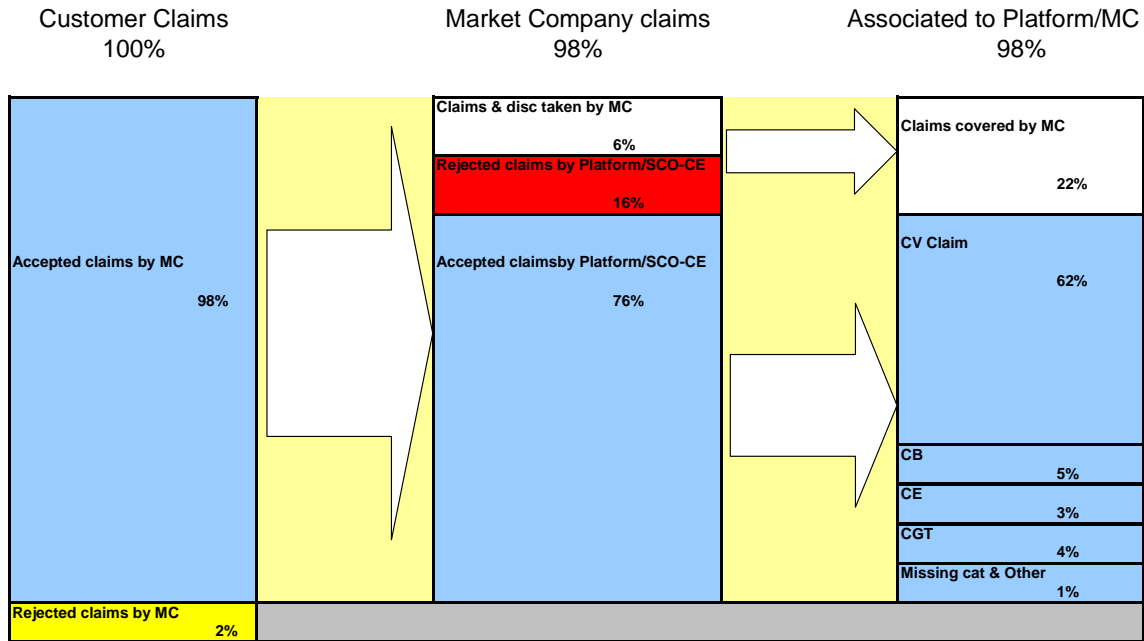 Customer Claims
100%
Market Company claims
98%
Associated to Platform/MC
98%
Accepted claims by MC
98%
Rejected claims by MC
2%
Claims & disc taken by MC
6%
Rejected claims by Platform/SCO-CE
16%
Accepted claimsby Platform/SCO-CE
76%
Claims covered by MC
22%
CV Claim
62%
CB
5%
CE
3%
CGT
4%
Missing cat & Other
1%